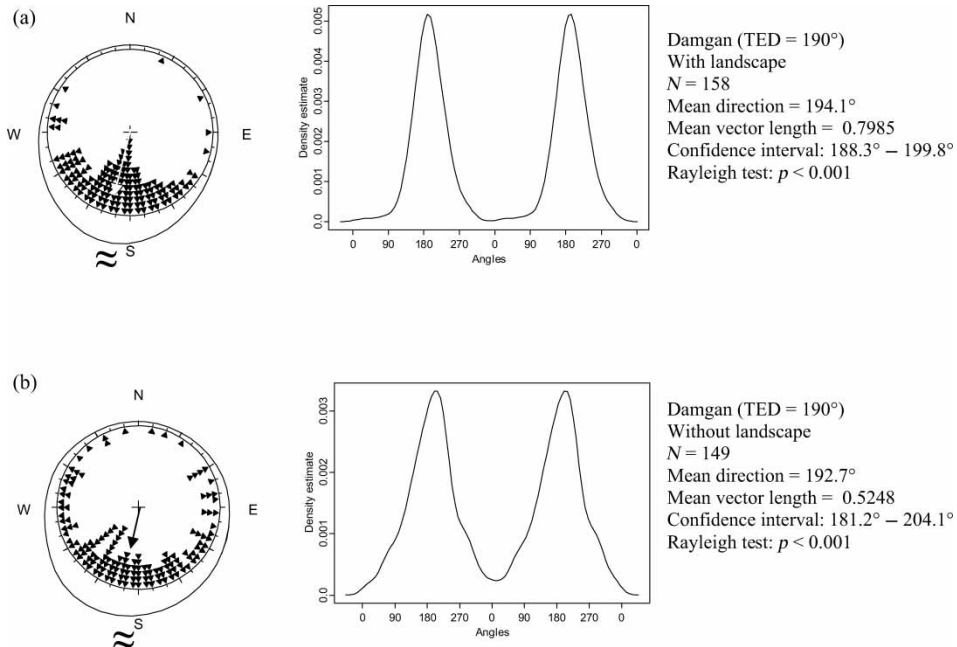 (a)
N
W
E
S
≈
Density estimate
0.005
0.004
0.003
0.002
0.001
0.0
0 90 180 270 0 90 180 270 0
Angles
Damgan (TED = 190°)
With landscape
N = 158
Mean direction = 194.1°
Mean vector length = 0.7985
Confidence interval: 188.3° – 199.8°
Rayleigh test: p < 0.001
(b)
N
W
E
S
≈
Density estimate
0.003
0.002
0.001
0.0
0 90 180 270 0 90 180 270 0
Angles
Damgan (TED = 190°)
Without landscape
N = 149
Mean direction = 192.7°
Mean vector length = 0.5248
Confidence interval: 181.2° – 204.1°
Rayleigh test: p < 0.001